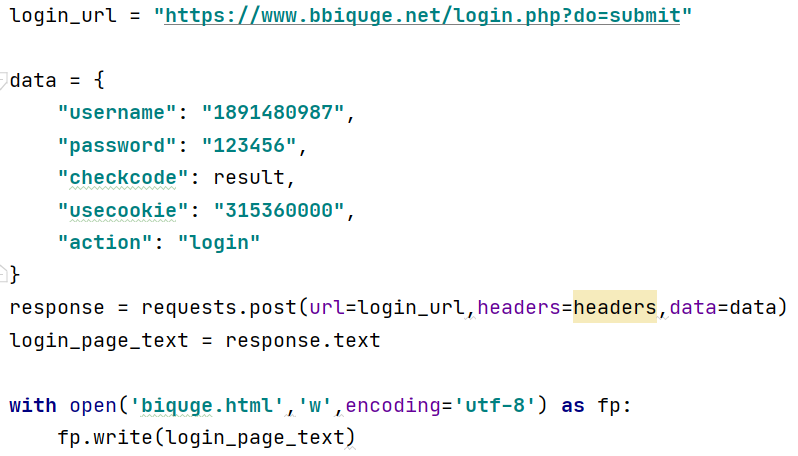 login_url = "https://www.bbiquge.net/login.php?do=submit"
data = {
    "username": "1891480987",
    "password": "123456",
    "checkcode": result,
    "usecookie": "315360000",
    "action": "login"
}
response = requests.post(url=login_url,headers=headers,data=data)
login_page_text = response.text
with open('biquge.html','w',encoding='utf-8') as fp:
    fp.write(login_page_text)